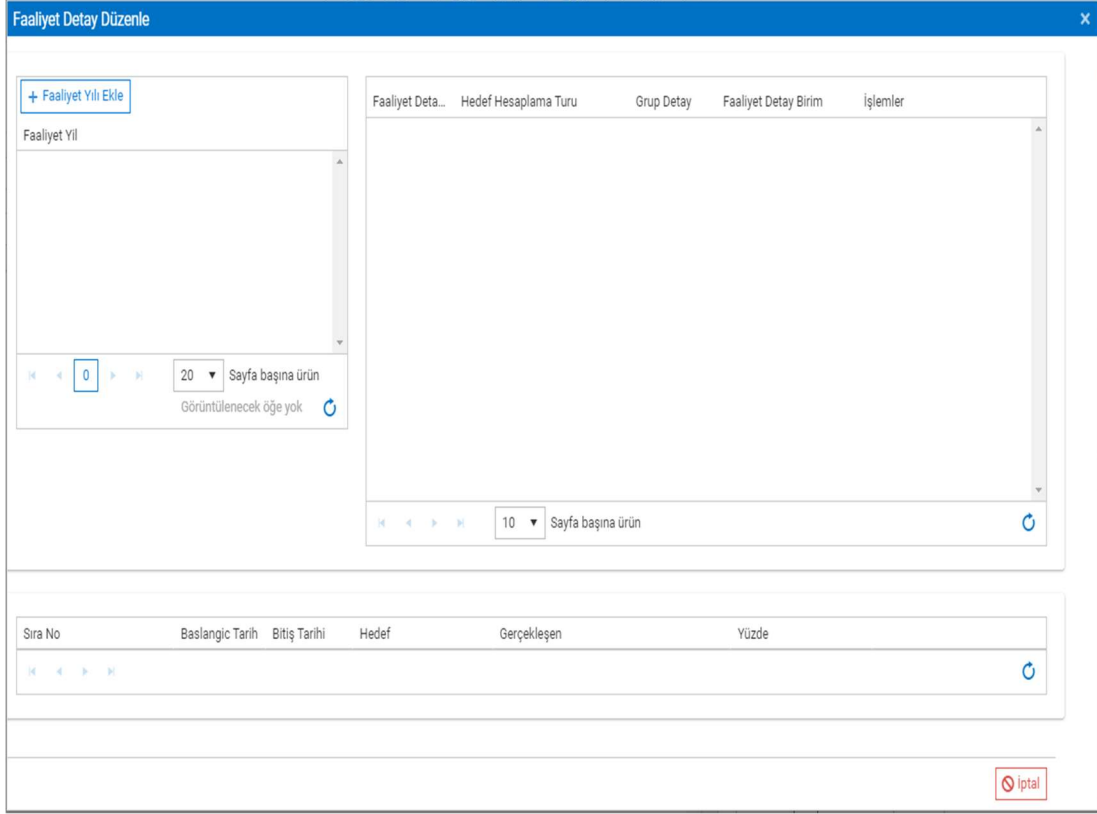 Faaliyet Detay Düzenle
x
+ Faaliyet Yılı Ekle
Faaliyet Yil
0
20
Sayfa başına ürün
Görüntülenecek öğe yok
Faaliyet Deta... Hedef Hesaplama Turu Grup Detay Faaliyet Detay Birim İşlemler
10
Sayfa başına ürün
Sıra No Baslangic Tarih Bitiş Tarihi Hedef Gerçekleşen Yüzde
İptal